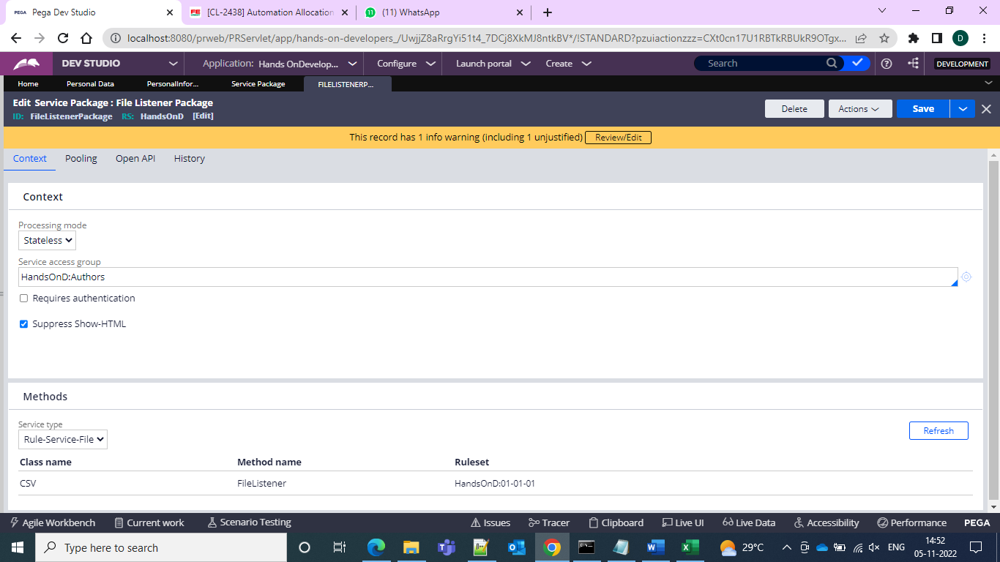 PEGA Pega Dev Studio
FE [CL-2438] Automation Allocation
11 (11) WhatsApp
localhost:8080/prweb/PRServlet/app/hands-on-developers_/UwjjZ8aRrgYi51t4_7DCj8XkMJ8ntkBV*/!STANDARD?pzuiactionzzz=CXt0cn17U1RBTkRBUkR9OTgx...
D
DEV STUDIO
Application: Hands OnDevelop...
Configure
Launch portal
Create
Search
DEVELOPMENT
Home
Personal Data
PersonalInfor...
Service Package
FILELISTENERP...
Edit Service Package : File Listener Package
ID: FileListenerPackage RS: HandsOnD [Edit]
Delete
Actions
Save
This record has 1 info warning (including 1 unjustified) Review/Edit
Context
Pooling
Open API
History
Context
Processing mode
Stateless
Service access group
HandsOnD:Authors
Requires authentication
Suppress Show-HTML
Methods
Service type
Rule-Service-File
Refresh
Class name Method name Ruleset
CSV FileListener HandsOnD:01-01-01
Agile Workbench
Current work
Scenario Testing
Issues
Tracer
Clipboard
Live UI
Live Data
Accessibility
Performance
PEGA
Type here to search
29°C
ENG
14:52
05-11-2022